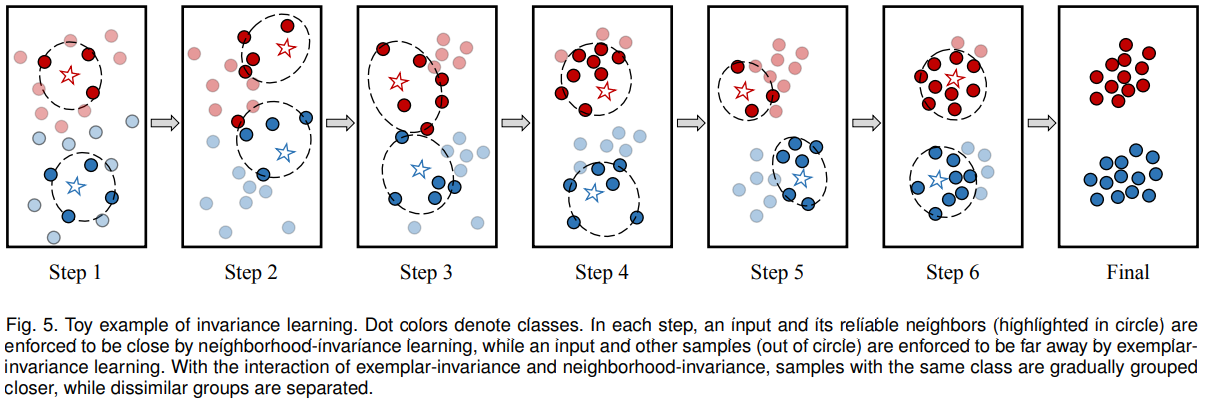 Step 1 Step 2 Step 3 Step 4 Step 5 Step 6 Final
Fig. 5. Toy example of invariance learning. Dot colors denote classes. In each step, an input and its reliable neighbors (highlighted in circle) are
enforced to be close by neighborhood-invariance learning, while an input and other samples (out of circle) are enforced to be far away by exemplar-
invariance learning. With the interaction of exemplar-invariance and neighborhood-invariance, samples with the same class are gradually grouped
closer, while dissimilar groups are separated.